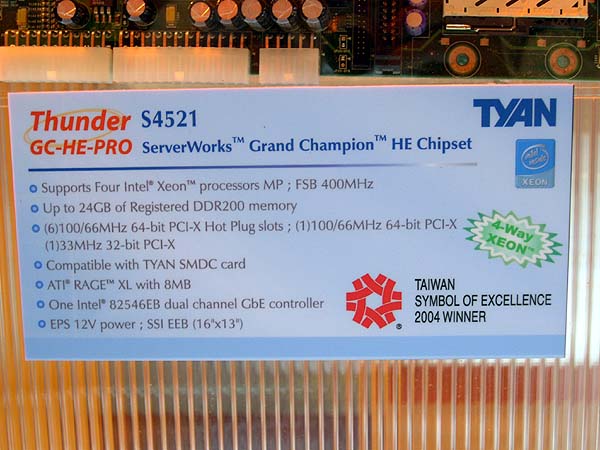 Thunder S4521
GC-HE-PRO ServerWorks™ Grand Champion™ HE Chipset
TYAN
intel inside
XEON
Supports Four Intel® Xeon™ processors MP ; FSB 400MHz
Up to 24GB of Registered DDR200 memory
(6)100/66MHz 64-bit PCI-X Hot Plug slots ; (1)100/66MHz 64-bit PCI-X
(1)33MHz 32-bit PCI-X
Compatible with TYAN SMDC card
ATI® RAGE™ XL with 8MB
One Intel® 82546EB dual channel GbE controller
EPS 12V power ; SSI EEB (16"x13")
4-Way
XEON™
®
TAIWAN
SYMBOL OF EXCELLENCE
2004 WINNER